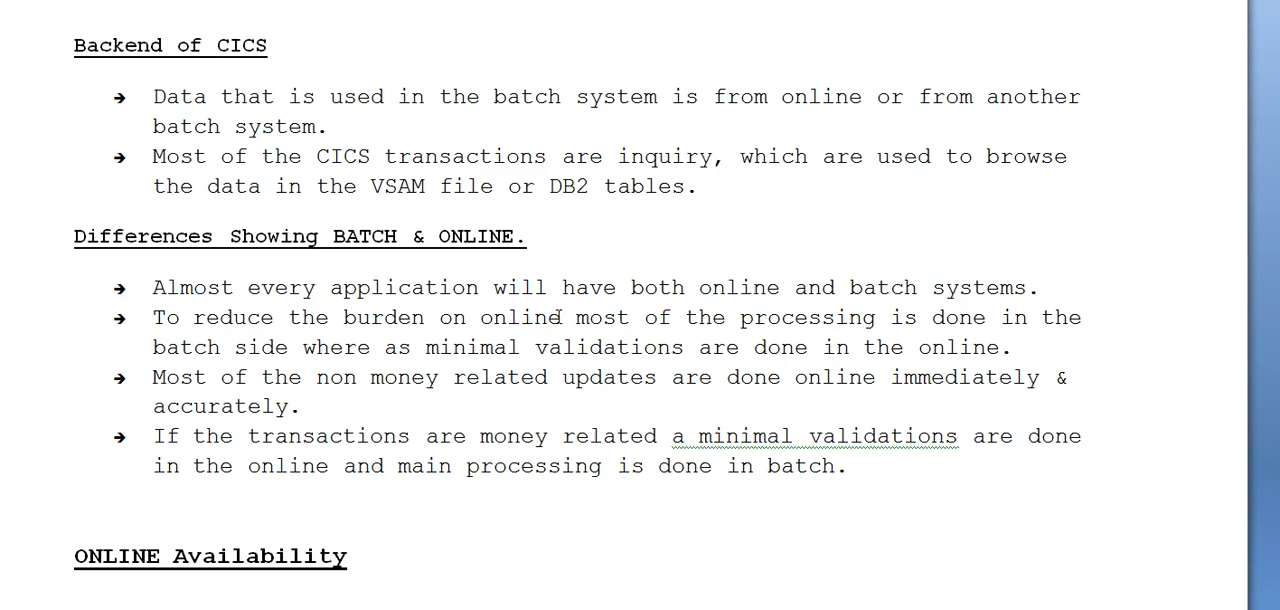 Backend of CICS
➔ Data that is used in the batch system is from online or from another
batch system.
➔ Most of the CICS transactions are inquiry, which are used to browse
the data in the VSAM file or DB2 tables.
Differences Showing BATCH & ONLINE.
➔ Almost every application will have both online and batch systems.
➔ To reduce the burden on online most of the processing is done in the
batch side where as minimal validations are done in the online.
➔ Most of the non money related updates are done online immediately &
accurately.
➔ If the transactions are money related a minimal validations are done
in the online and main processing is done in batch.
ONLINE Availability